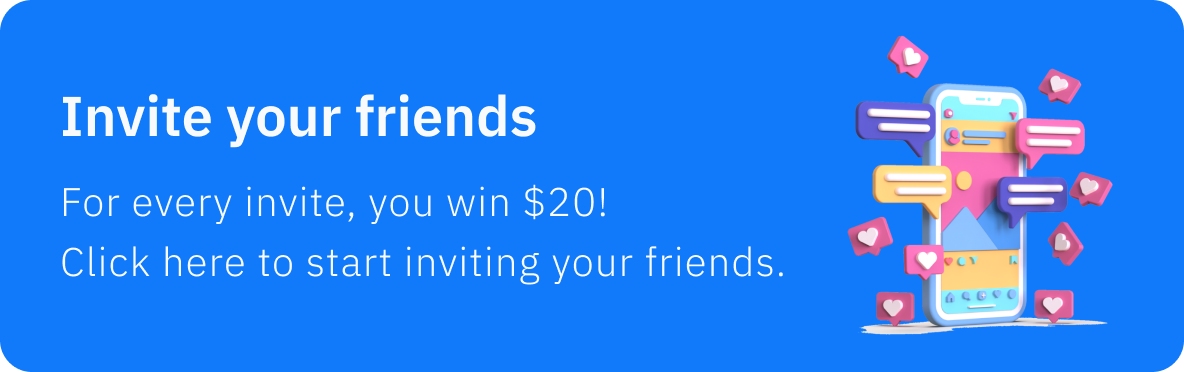 Invite your friends
For every invite, you win $20!
Click here to start inviting your friends.